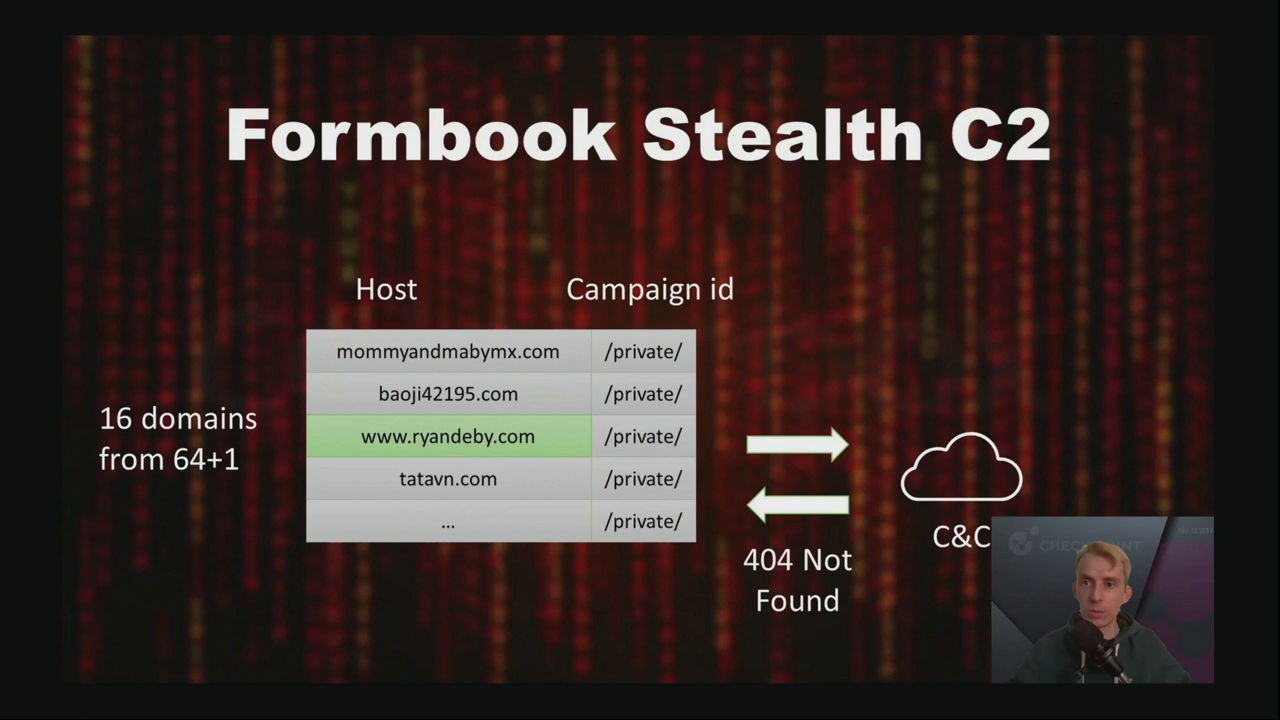 Formbook Stealth C2
Host
Campaign id
mommyandmabymx.com /private/
baoji42195.com /private/
www.ryandeby.com /private/
tatavn.com /private/
... /private/
16 domains
from 64+1
404 Not
Found
C&C